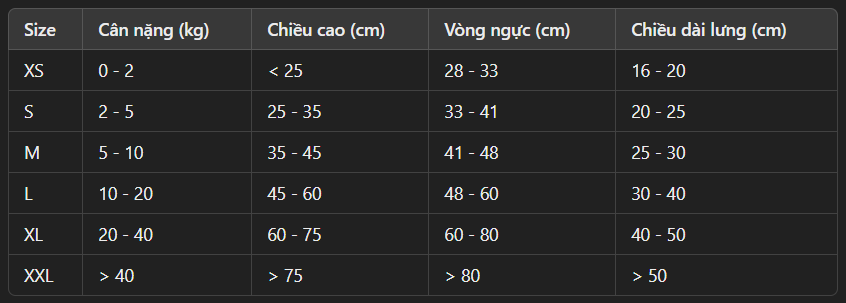 Size Cân nặng (kg) Chiều cao (cm) Vòng ngực (cm) Chiều dài lưng (cm)
XS 0 - 2 < 25 28 - 33 16 - 20
S 2 - 5 25 - 35 33 - 41 20 - 25
M 5 - 10 35 - 45 41 - 48 25 - 30
L 10 - 20 45 - 60 48 - 60 30 - 40
XL 20 - 40 60 - 75 60 - 80 40 - 50
XXL > 40 > 75 > 80 > 50